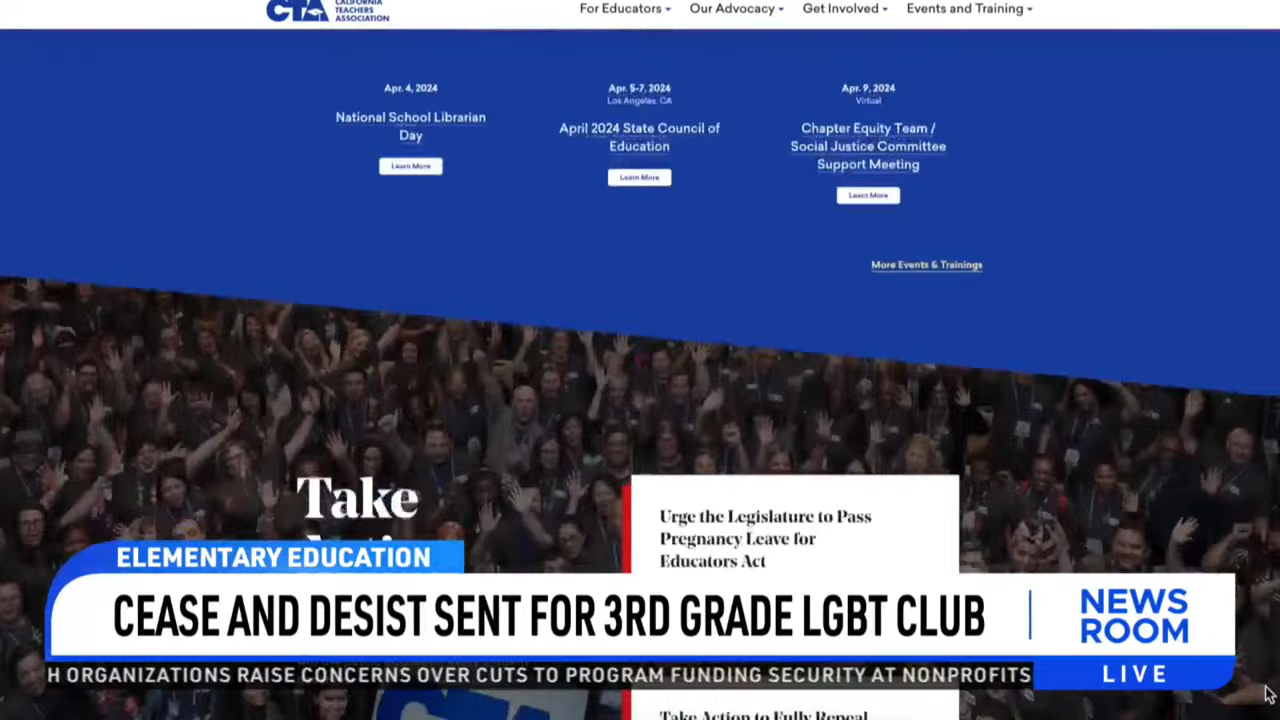 CTA
CALIFORNIA
TEACHERS
ASSOCIATION
For Educators
Our Advocacy
Get Involved
Events and Training
Apr. 4, 2024
National School Librarian
Day
Learn More
Apr. 5-7, 2024
Los Angeles, CA
April 2024 State Council of
Education
Learn More
Apr. 9, 2024
Virtual
Chapter Equity Team /
Social Justice Committee
Support Meeting
Learn More
More Events & Trainings
Take
Urge the Legislature to Pass
Pregnancy Leave for
Educators Act
ELEMENTARY EDUCATION
CEASE AND DESIST SENT FOR 3RD GRADE LGBT CLUB
NEWS
ROOM
LIVE
H ORGANIZATIONS RAISE CONCERNS OVER CUTS TO PROGRAM FUNDING SECURITY AT NONPROFITS
Take Action to Fully Repeal
CTA